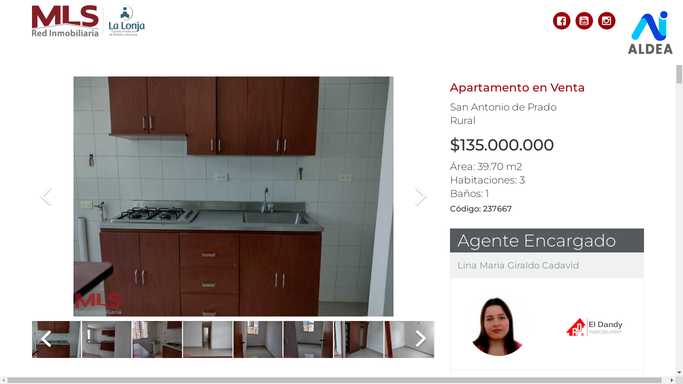 MLS
Red Inmobiliaria
La Lonja
ALDEA
Apartamento en Venta
San Antonio de Prado
Rural
$135.000.000
Área: 39.70 m2
Habitaciones: 3
Baños: 1
Código: 237667
Agente Encargado
Lina Maria Giraldo Cadavid
El Dandy
MLS